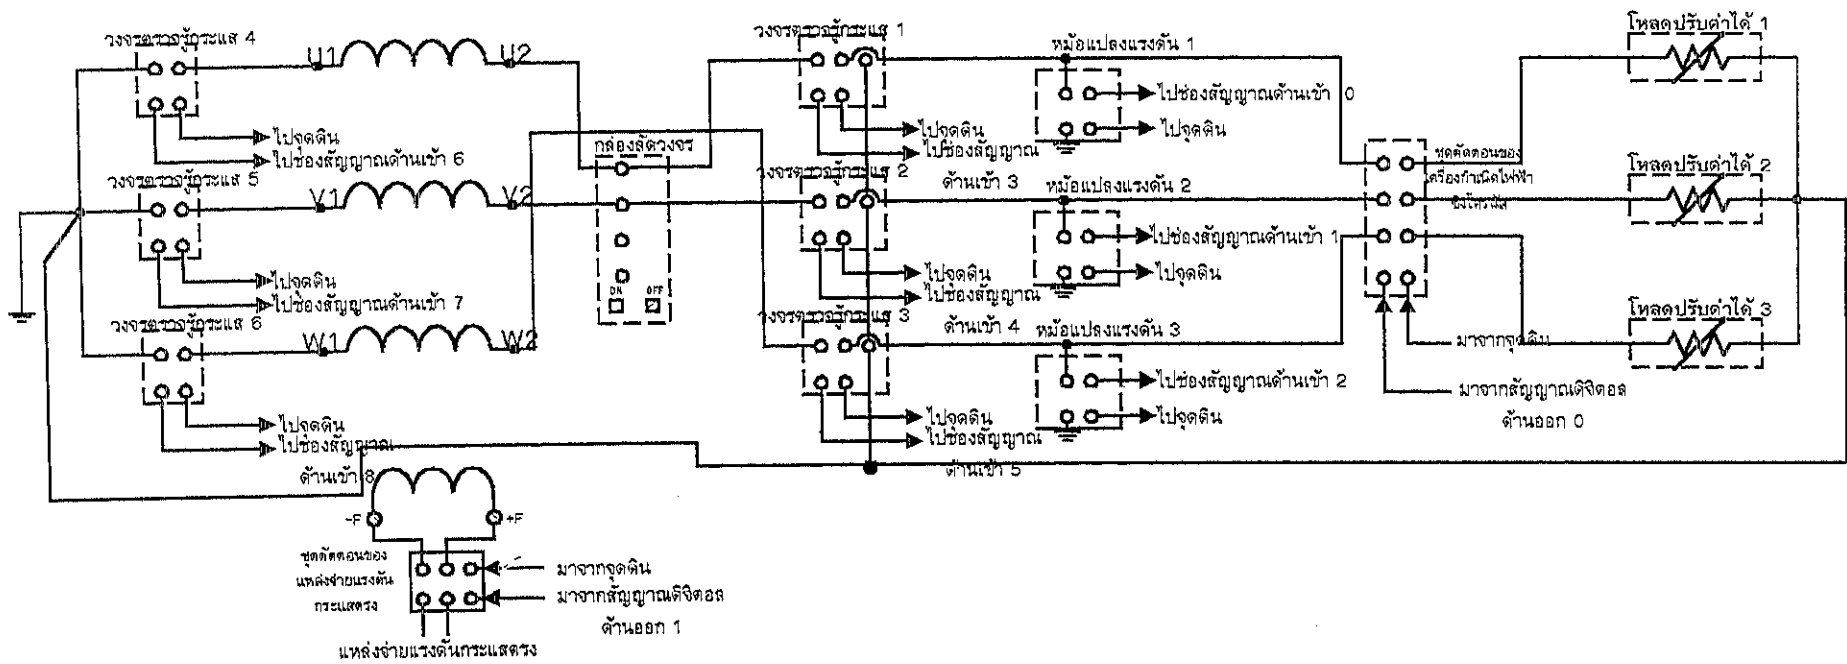 วงจรตรวจรู้กระแส 4
U1
U2
ไปจุดดิน
ไปช่องสัญญาณด้านเข้า 6
วงจรตรวจรู้กระแส 5
V1
V2
ไปจุดดิน
ไปช่องสัญญาณด้านเข้า 7
วงจรตรวจรู้กระแส 6
W1
W2
ไปจุดดิน
ไปช่องสัญญาณ
ด้านเข้า 8
กล่องลัดวงจร
ON
OFF
วงจรตรวจรู้กระแส 1
ไปจุดดิน
ไปช่องสัญญาณ
ด้านเข้า 3
วงจรตรวจรู้กระแส 2
ไปจุดดิน
ไปช่องสัญญาณ
ด้านเข้า 4
วงจรตรวจรู้กระแส 3
ไปจุดดิน
ไปช่องสัญญาณ
ด้านเข้า 5
หม้อแปลงแรงดัน 1
ไปช่องสัญญาณด้านเข้า 0
ไปจุดดิน
หม้อแปลงแรงดัน 2
ไปช่องสัญญาณด้านเข้า 1
ไปจุดดิน
หม้อแปลงแรงดัน 3
ไปช่องสัญญาณด้านเข้า 2
ไปจุดดิน
ชุดตัดตอนของ
เครื่องกำเนิดไฟฟ้า
ซิงโครนัส
มาจากจุดดิน
มาจากสัญญาณดิจิตอล
ด้านออก 0
โหลดปรับค่าได้ 1
โหลดปรับค่าได้ 2
โหลดปรับค่าได้ 3
-F
+F
ชุดตัดตอนของ
แหล่งจ่ายแรงดัน
กระแสตรง
มาจากจุดดิน
มาจากสัญญาณดิจิตอล
ด้านออก 1
แหล่งจ่ายแรงดันกระแสตรง